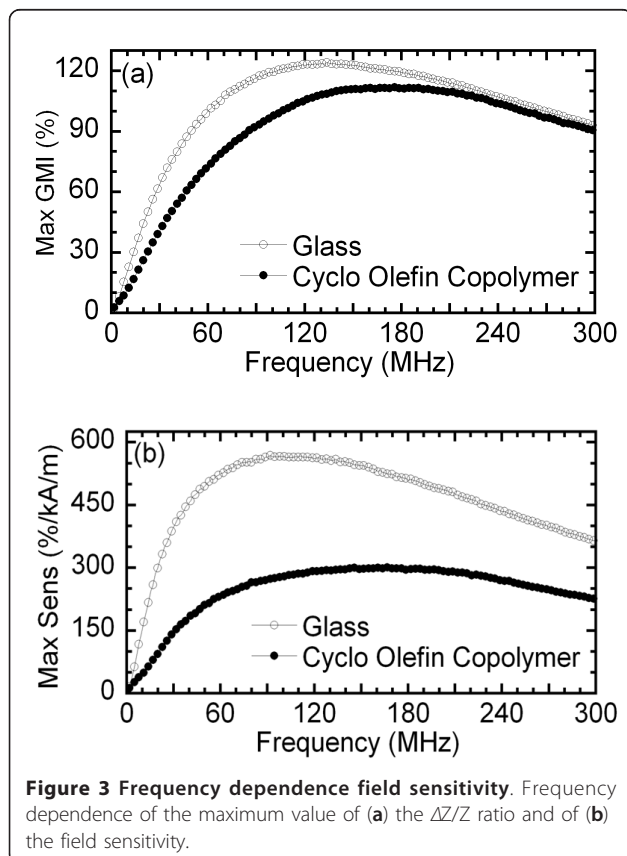 (a)
Max GMI (%)
120
90
60
30
0
Glass
Cyclo Olefin Copolymer
0 60 120 180 240 300
Frequency (MHz)
(b)
Max Sens (%/kA/m)
600
450
300
150
0
Glass
Cyclo Olefin Copolymer
0 60 120 180 240 300
Frequency (MHz)
Figure 3 Frequency dependence field sensitivity. Frequency
dependence of the maximum value of (a) the ΔZ/Z ratio and of (b)
the field sensitivity.